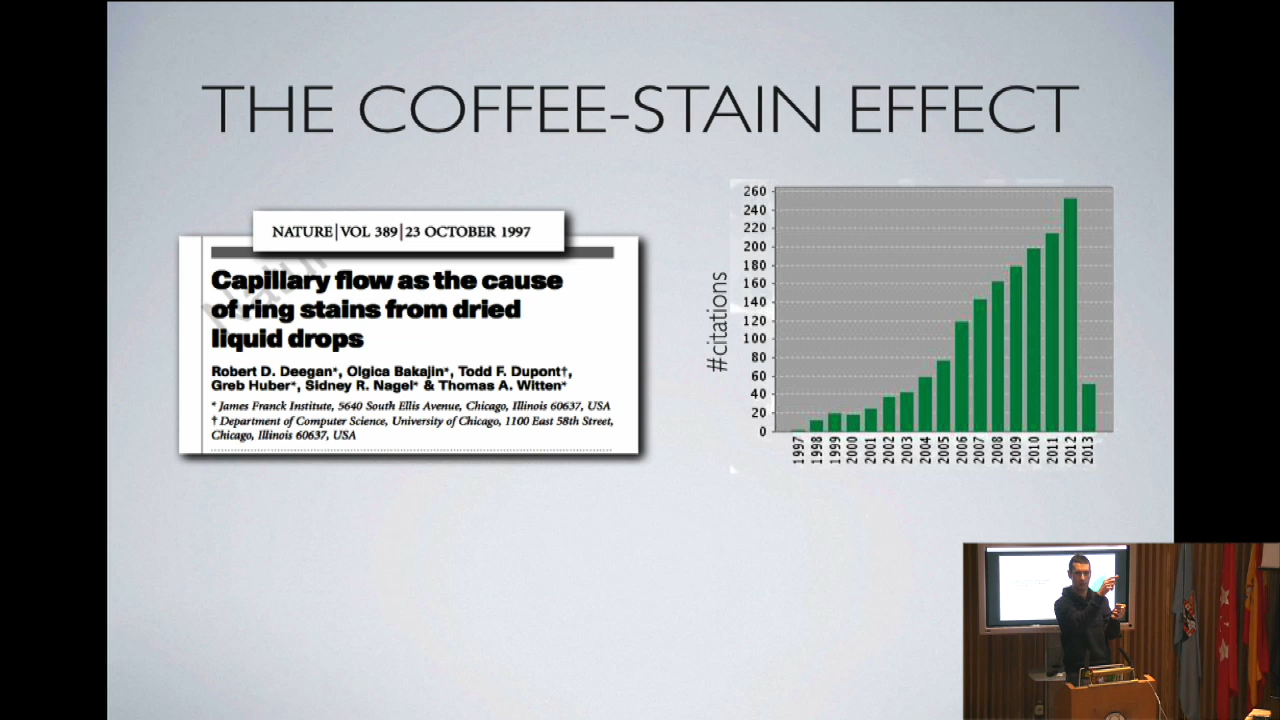 THE COFFEE-STAIN EFFECT
NATURE|VOL 389|23 OCTOBER 1997
Capillary flow as the cause
of ring stains from dried
liquid drops
Robert D. Deegan*, Olgica Bakajin*, Todd F. Dupont†,
Greb Huber*, Sidney R. Nagel* & Thomas A. Witten*
* James Franck Institute, 5640 South Ellis Avenue, Chicago, Illinois 60637, USA
† Department of Computer Science, University of Chicago, 1100 East 58th Street,
Chicago, Illinois 60637, USA
#citations
260
240
220
200
180
160
140
120
100
80
60
40
20
0
1997 1998 1999 2000 2001 2002 2003 2004 2005 2006 2007 2008 2009 2010 2011 2012 2013